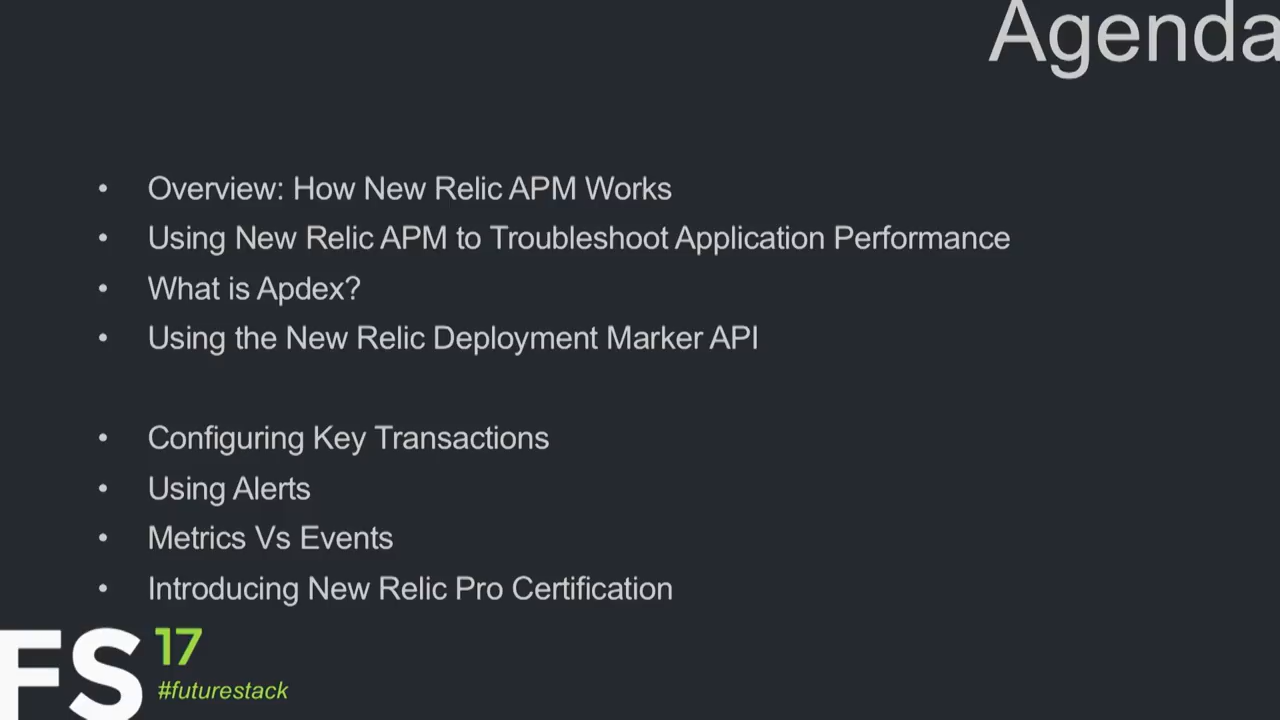 Agenda
• Overview: How New Relic APM Works
• Using New Relic APM to Troubleshoot Application Performance
• What is Apdex?
• Using the New Relic Deployment Marker API
• Configuring Key Transactions
• Using Alerts
• Metrics Vs Events
• Introducing New Relic Pro Certification
FS 17
#futurestack